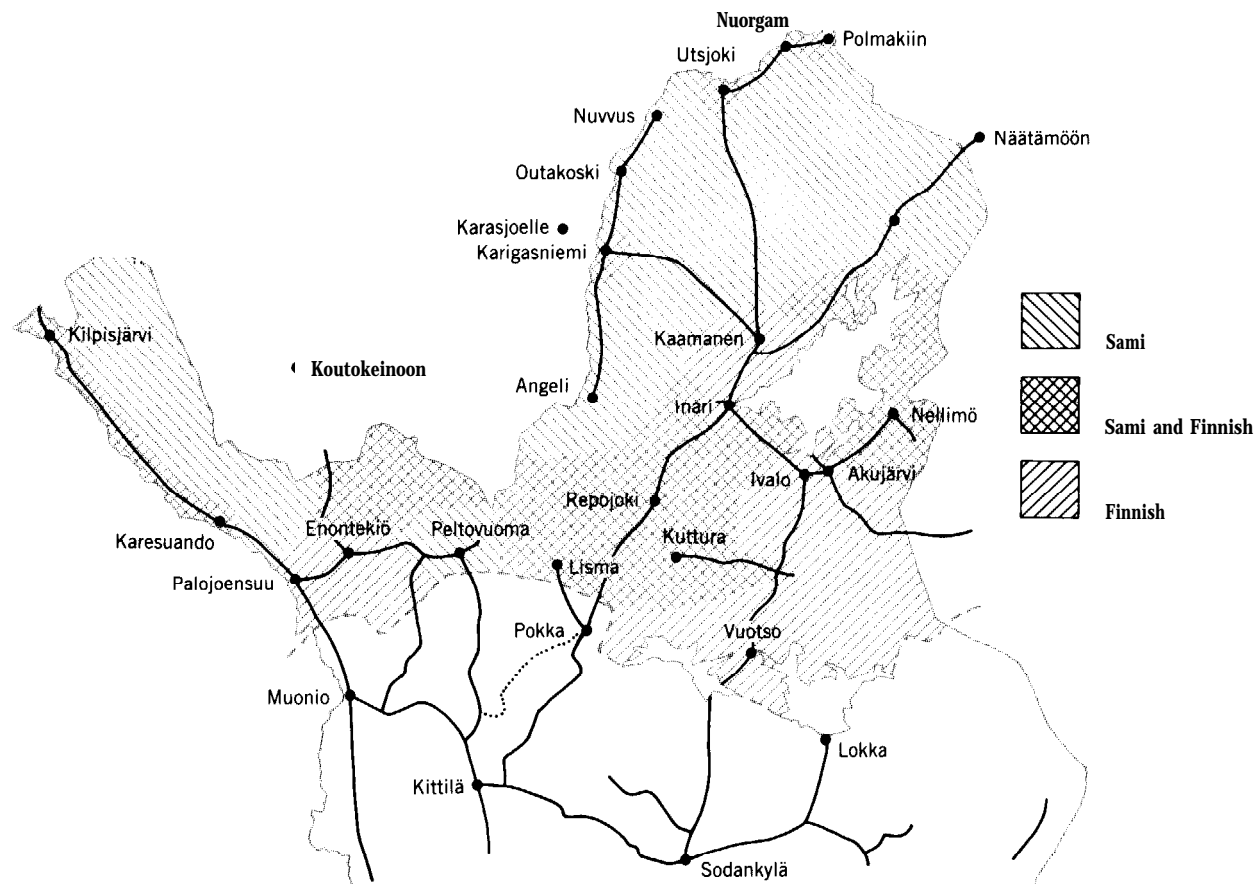 Nuorgam
Polmakiin
Utsjoki
Nuvvus
Näätämöön
Outakoski
Karasjoelle
Karigasniemi
Kilpisjärvi
Kaamanen
Sami
Koutokeinoon
Angeli
Inari
Nellimö
Sami and Finnish
Ivalo
Akujärvi
Repojoki
Finnish
Karesuando
Enontekiö
Peltovuoma
Kuttura
Palojoensuu
Lisma
Pokka
Vuotso
Muonio
Lokka
Kittilä
Sodankylä